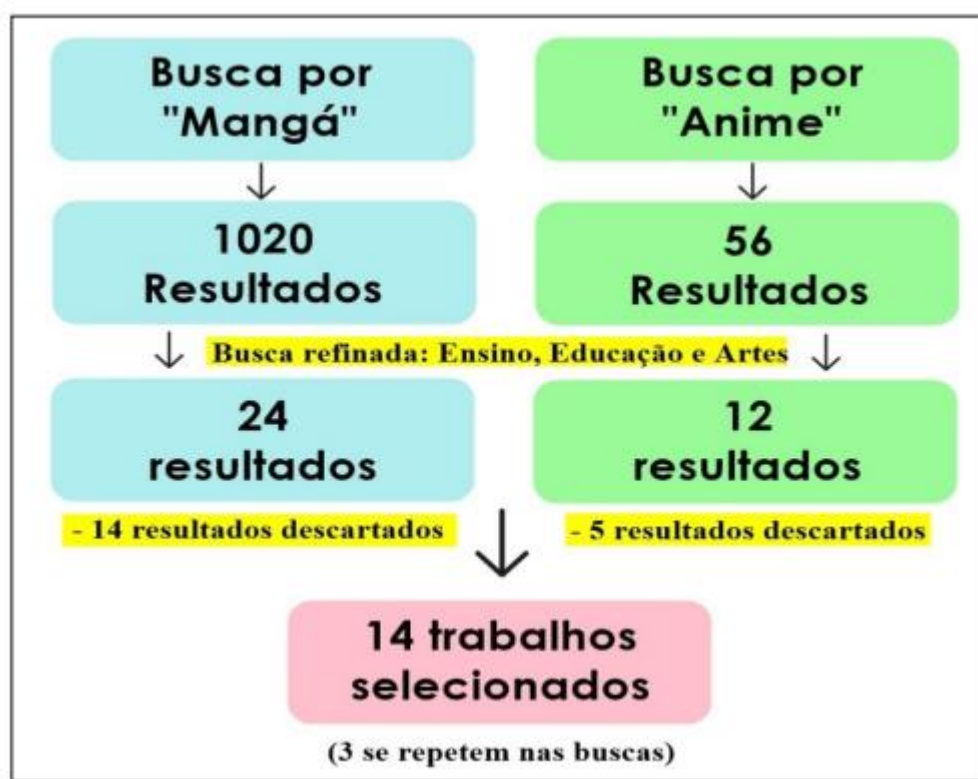 Busca por
"Mangá"
Busca por
"Anime"
1020
Resultados
56
Resultados
Busca refinada: Ensino, Educação e Artes
24
resultados
12
resultados
- 14 resultados descartados
- 5 resultados descartados
14 trabalhos
selecionados
(3 se repetem nas buscas)